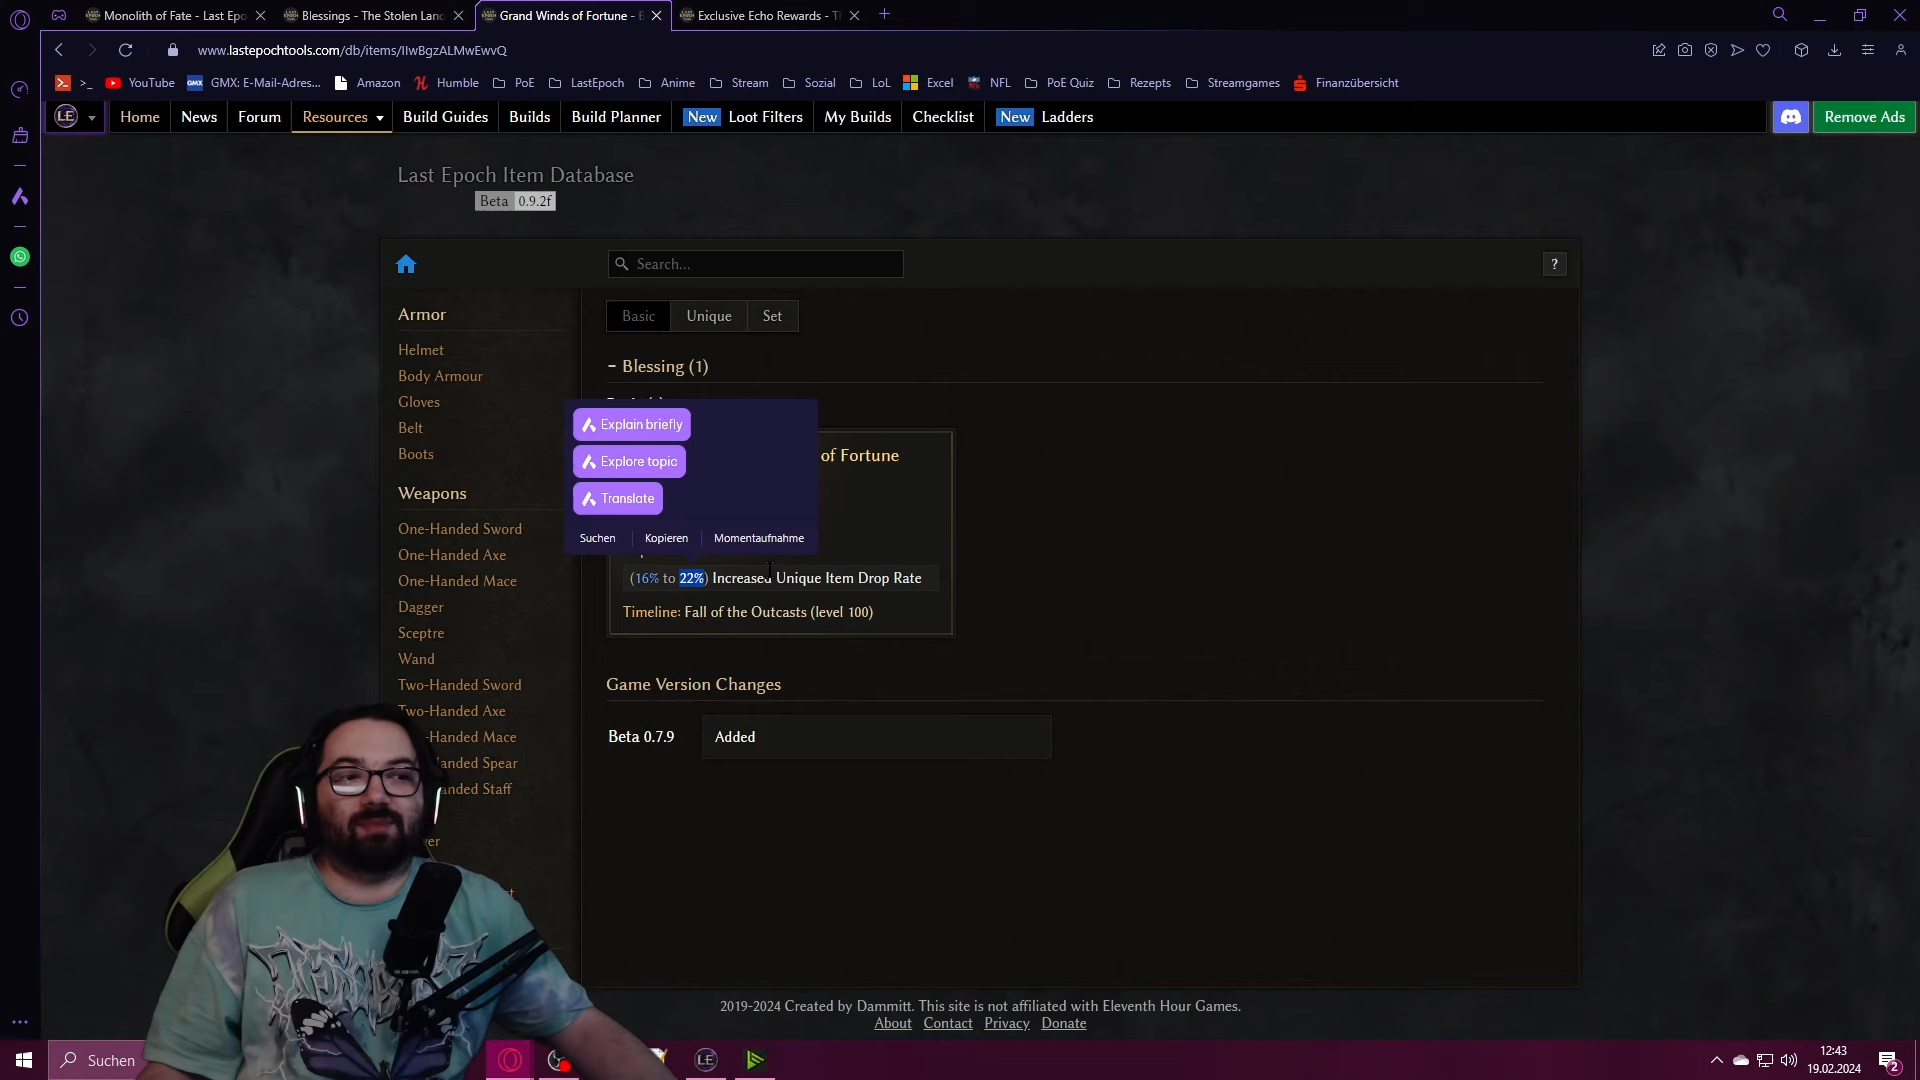 Monolith of Fate - Last Epo
Blessings - The Stolen Lanc
Grand Winds of Fortune -
Exclusive Echo Rewards - T
www.lastepochtools.com/db/items/IIwBgzALMwEwvQ
>_
YouTube
GMX
GMX: E-Mail-Adres...
Amazon
Humble
PoE
LastEpoch
Anime
Stream
Sozial
LoL
Excel
NFL
PoE Quiz
Rezepts
Streamgames
Finanzübersicht
LE
Home
News
Forum
Resources
Build Guides
Builds
Build Planner
New Loot Filters
My Builds
Checklist
New Ladders
Remove Ads
Last Epoch Item Database
Beta 0.9.2f
Search...
?
Armor
Helmet
Body Armour
Gloves
Belt
Boots
Weapons
One-Handed Sword
One-Handed Axe
One-Handed Mace
Dagger
Sceptre
Wand
Two-Handed Sword
Two-Handed Axe
-Handed Mace
anded Spear
anded Staff
er
Basic
Unique
Set
- Blessing (1)
Explain briefly
Explore topic
Translate
Suchen
Kopieren
Momentaufnahme
of Fortune
(16% to 22%) Increased Unique Item Drop Rate
Timeline: Fall of the Outcasts (level 100)
Game Version Changes
Beta 0.7.9
Added
2019-2024 Created by Dammitt. This site is not affiliated with Eleventh Hour Games.
About
Contact
Privacy
Donate
Suchen
LE
12:43
19.02.2024
2